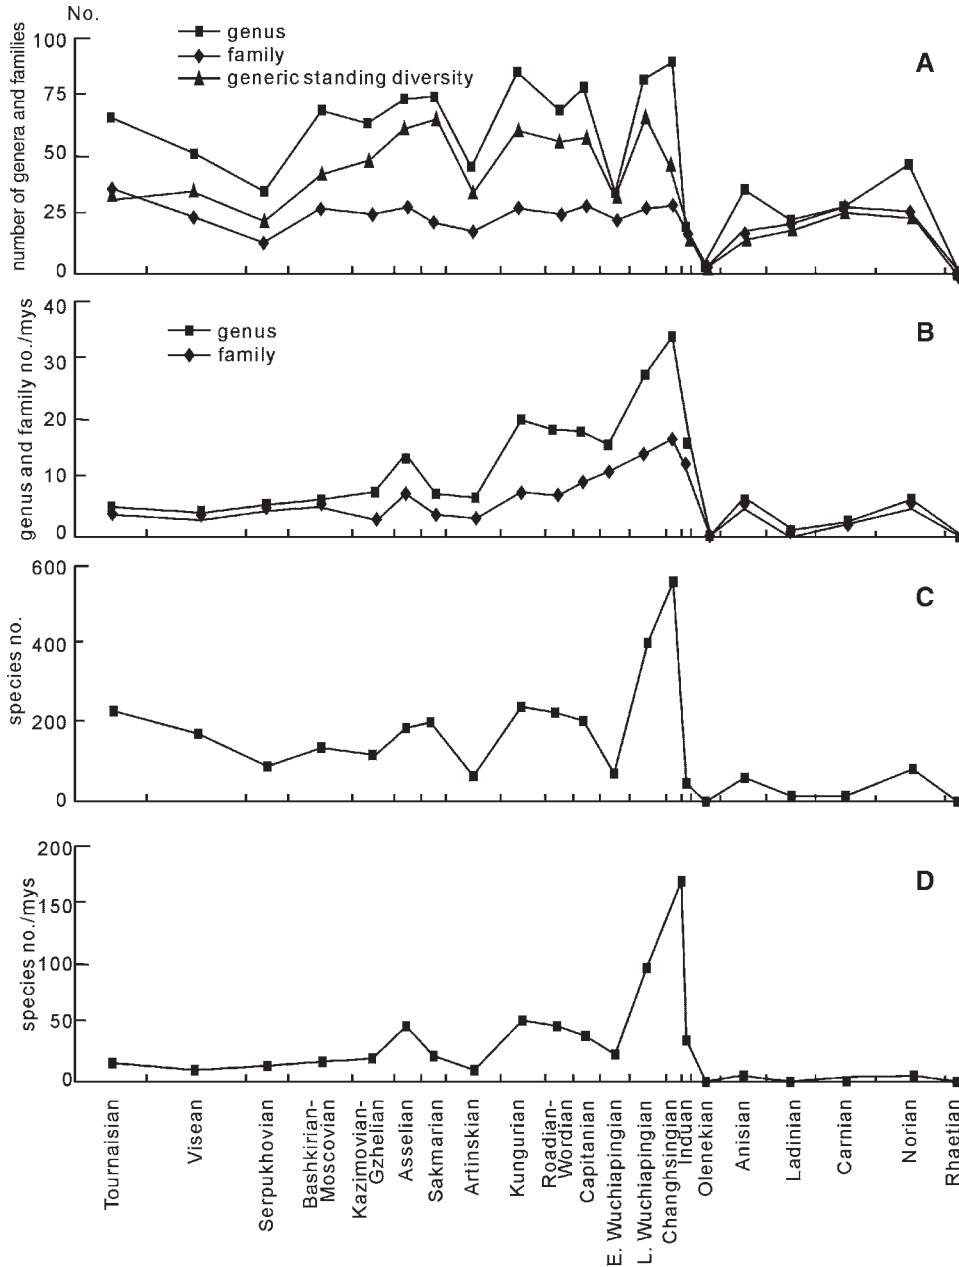 No.
100
75
50
25
0
number of genera and families
genus
family
generic standing diversity
A
40
30
20
10
0
genus and family no./mys
genus
family
B
600
400
200
0
species no.
C
200
150
100
50
0
species no./mys
D
Tournaisian
Visean
Serpukhovian
Bashkirian-
Moscovian
Kazimovian-
Gzhelian
Asselian
Sakmarian
Artinskian
Kungurian
Roadian-
Wordian
Capitanian
E. Wuchiapingian
L. Wuchiapingian
Changhsingian
Induan
Olenekian
Anisian
Ladinian
Carnian
Norian
Rhaetian